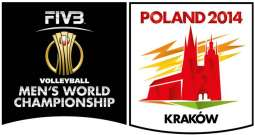 FIVB
VOLLEYBALL
MEN'S WORLD
CHAMPIONSHIP
POLAND 2014
KRAKÓW